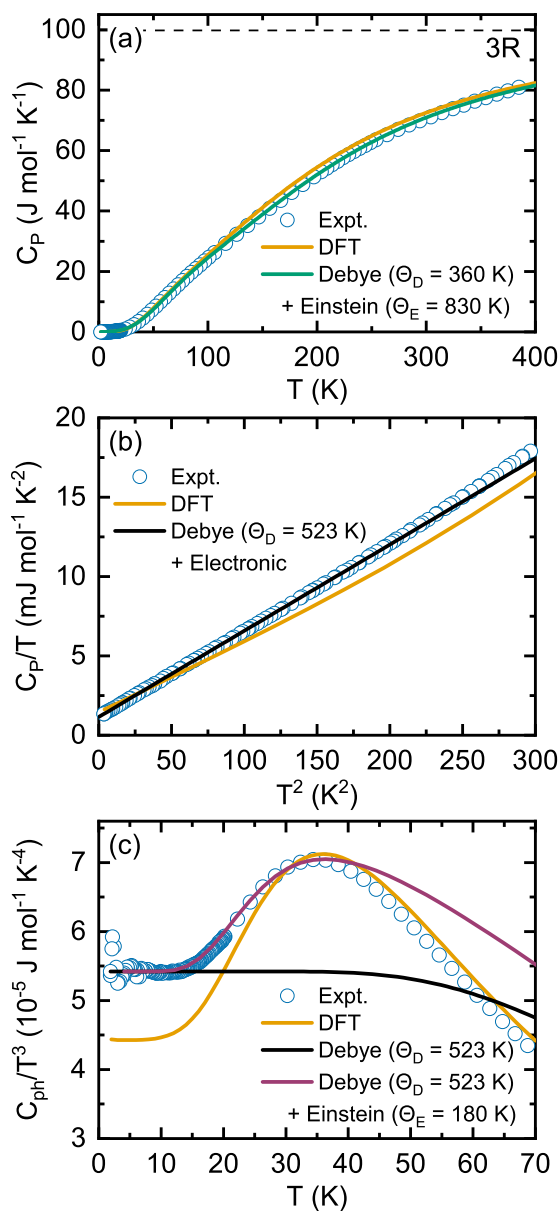 (a)
3R
100
80
60
40
20
0
C_P (J mol⁻¹ K⁻¹)
Expt.
DFT
Debye (Θ_D = 360 K)
+ Einstein (Θ_E = 830 K)
0 100 200 300 400
T (K)
(b)
20
15
10
5
0
C_P/T (mJ mol⁻¹ K⁻²)
Expt.
DFT
Debye (Θ_D = 523 K)
+ Electronic
0 50 100 150 200 250 300
T² (K²)
(c)
7
6
5
4
3
C_ph/T³ (10⁻⁵ J mol⁻¹ K⁻⁴)
Expt.
DFT
Debye (Θ_D = 523 K)
Debye (Θ_D = 523 K)
+ Einstein (Θ_E = 180 K)
0 10 20 30 40 50 60 70
T (K)